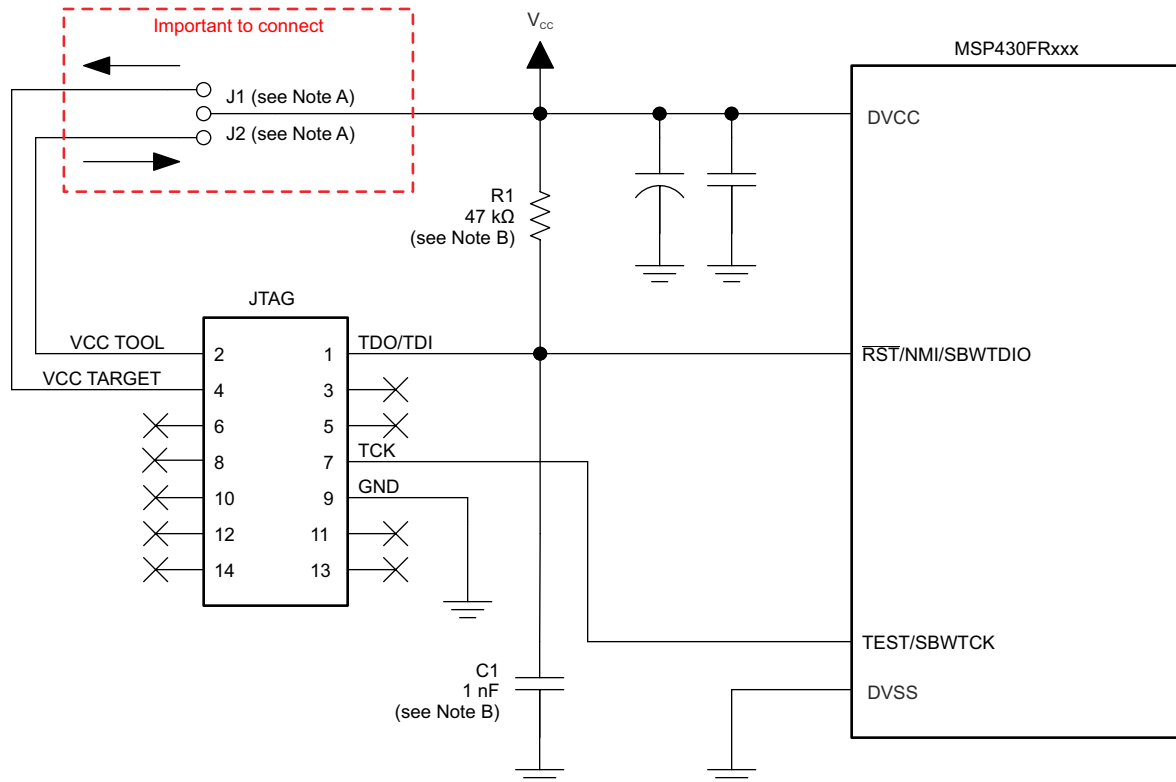 Important to connect
VCC
MSP430FRxxx
J1 (see Note A)
J2 (see Note A)
DVCC
R1
47 kΩ
(see Note B)
JTAG
VCC TOOL
2
1
TDO/TDI
RST/NMI/SBWTDIO
VCC TARGET
4
3
6
5
8
7
TCK
10
9
GND
12
11
14
13
TEST/SBWTCK
C1
1 nF
(see Note B)
DVSS